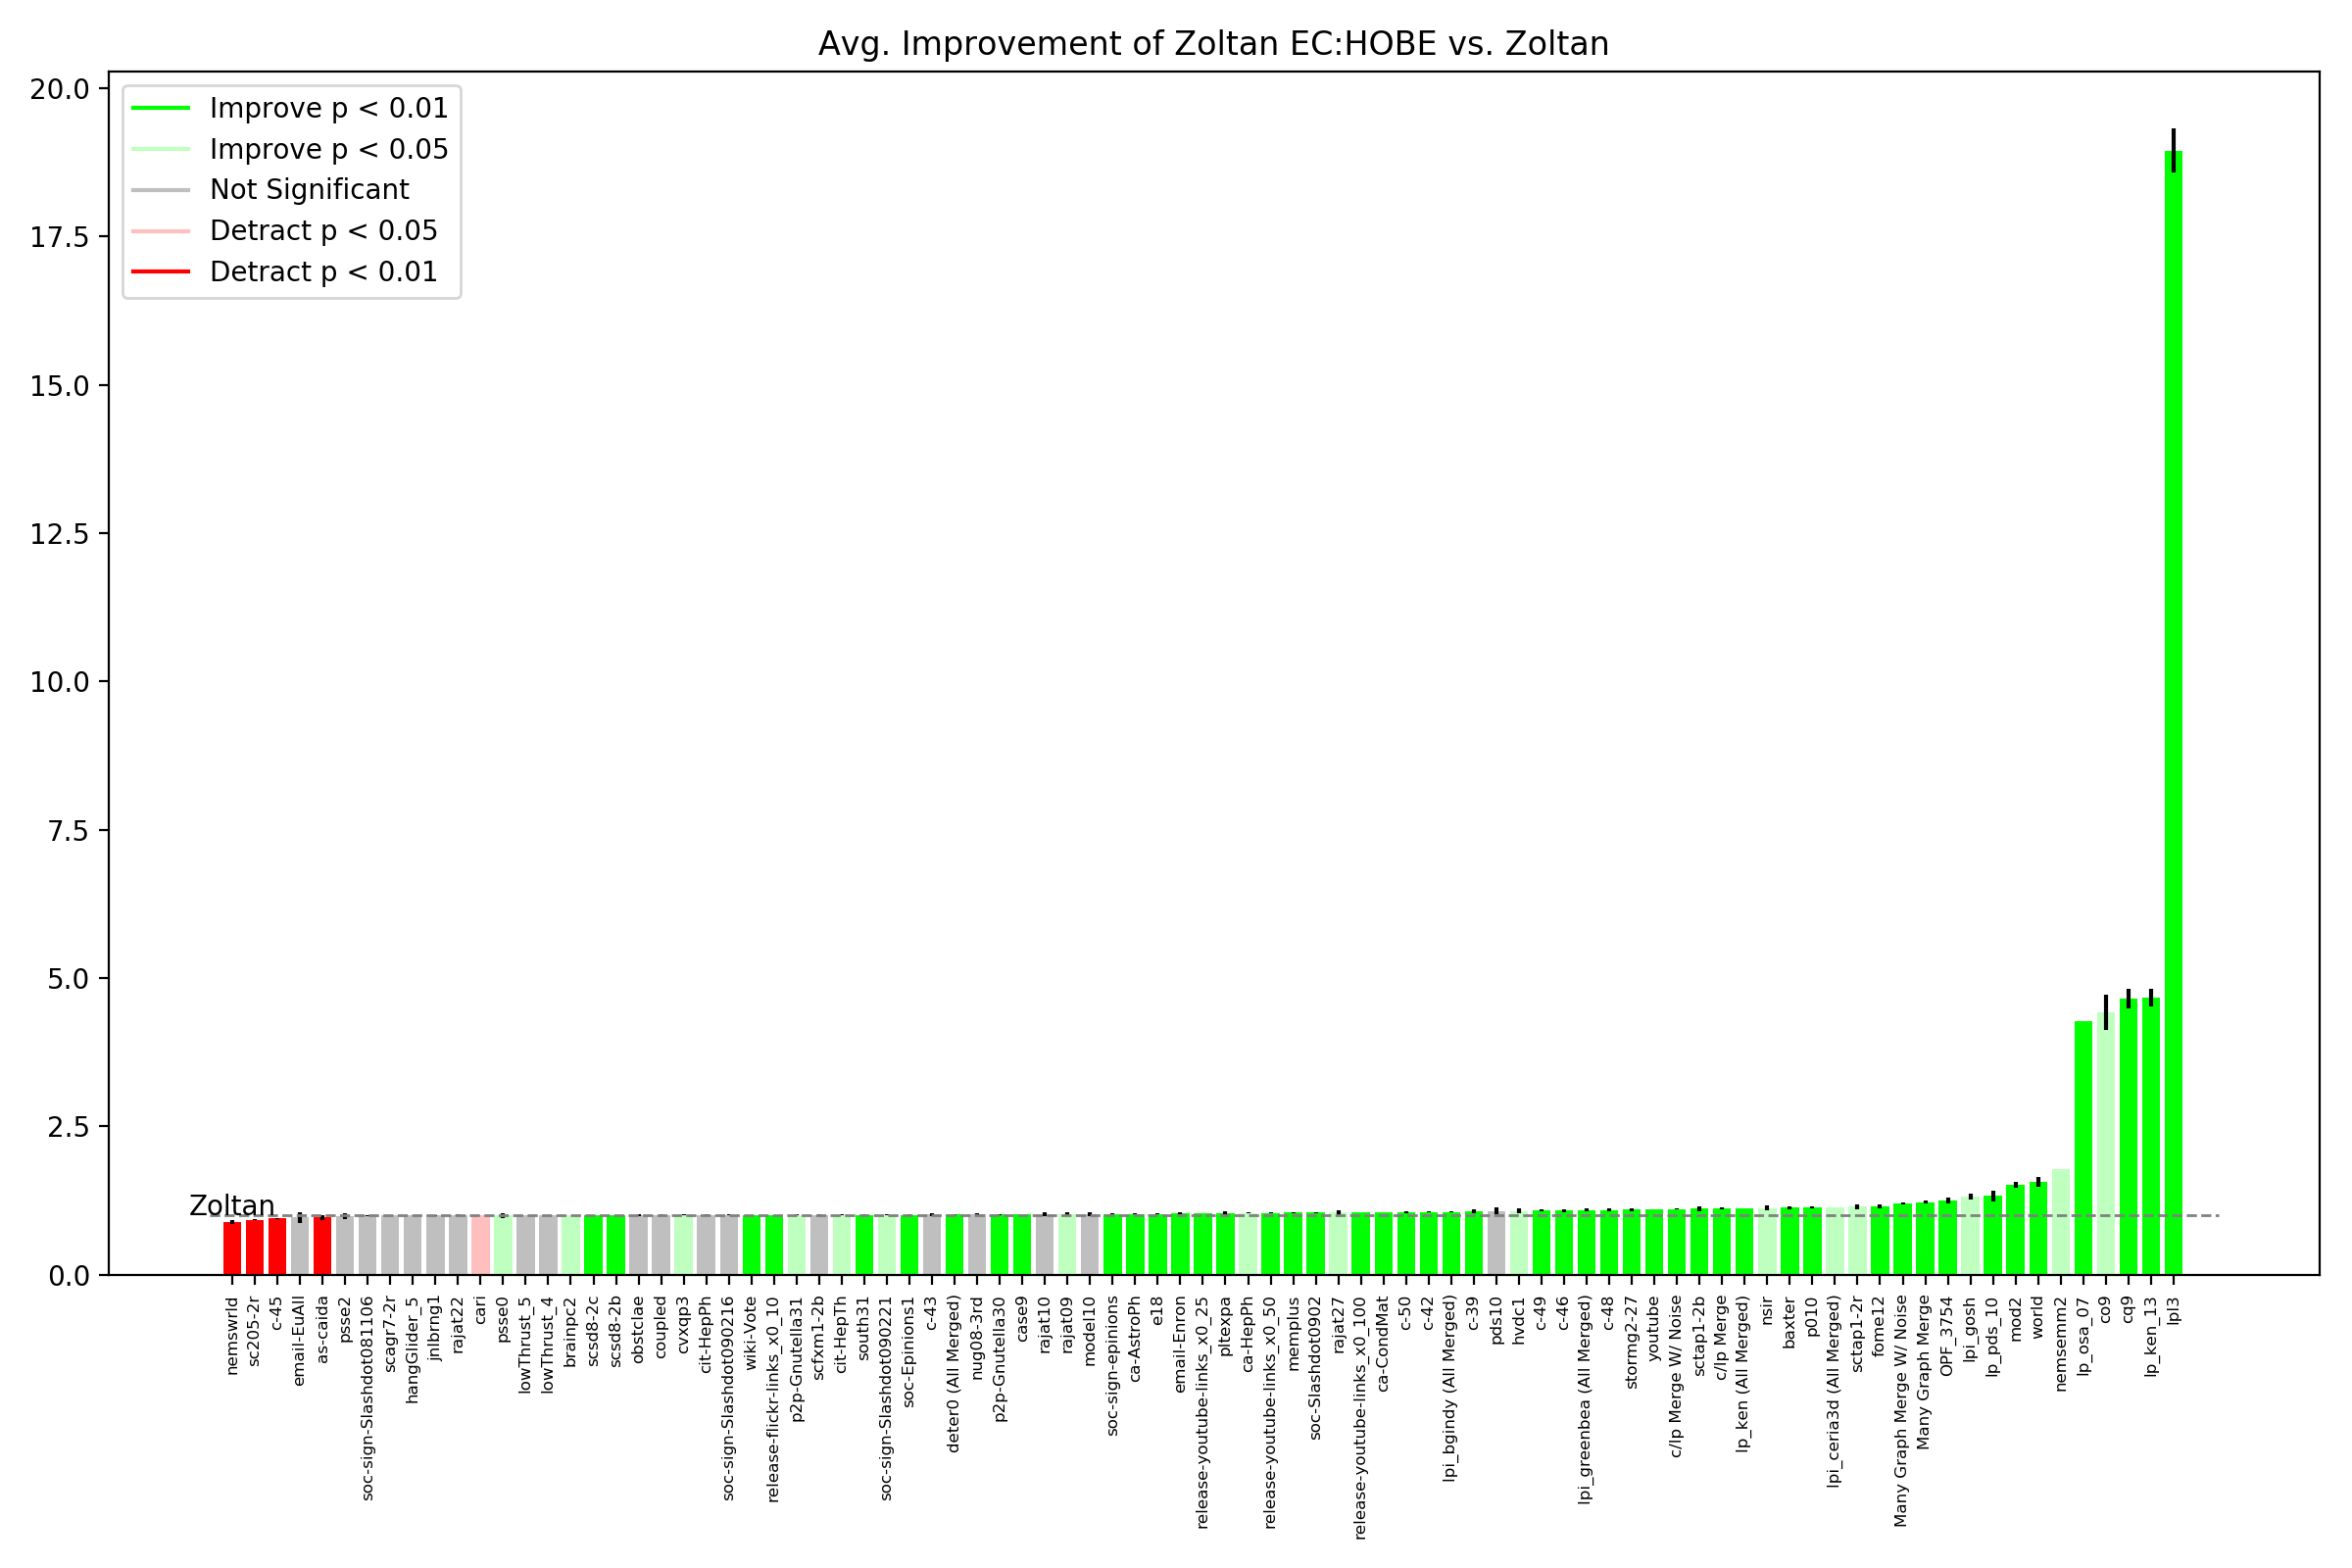 Avg. Improvement of Zoltan EC:HOBE vs. Zoltan
20.0
17.5
15.0
12.5
10.0
7.5
5.0
2.5
0.0
Improve p < 0.01
Improve p < 0.05
Not Significant
Detract p < 0.05
Detract p < 0.01
Zoltan
nemswrld
sc205-2r
c-45
email-EuAll
as-caida
psse2
soc-sign-Slashdot081106
scagr7-2r
hangGlider_5
jnlbrng1
rajat22
cari
psse0
lowThrust_5
lowThrust_4
brainpc2
scsd8-2c
scsd8-2b
obstclae
coupled
cvxqp3
cit-HepPh
soc-sign-Slashdot090216
wiki-Vote
release-flickr-links_x0_10
p2p-Gnutella31
scfxm1-2b
cit-HepTh
south31
soc-sign-Slashdot090221
soc-Epinions1
c-43
deter0 (All Merged)
nug08-3rd
p2p-Gnutella30
case9
rajat10
rajat09
model10
soc-sign-epinions
ca-AstroPh
e18
email-Enron
release-youtube-links_x0_25
pltexpa
ca-HepPh
release-youtube-links_x0_50
memplus
soc-Slashdot0902
rajat27
release-youtube-links_x0_100
ca-CondMat
c-50
c-42
lpi_bgindy (All Merged)
c-39
pds10
hvdc1
c-49
c-46
lpi_greenbea (All Merged)
c-48
stormg2-27
youtube
c/lp Merge W/ Noise
sctap1-2b
c/lp Merge
lp_ken (All Merged)
nsir
baxter
p010
lpi_ceria3d (All Merged)
sctap1-2r
fome12
Many Graph Merge W/ Noise
Many Graph Merge
OPF_3754
lpi_gosh
lp_pds_10
mod2
world
nemsemm2
lp_osa_07
co9
cq9
lp_ken_13
lpl3